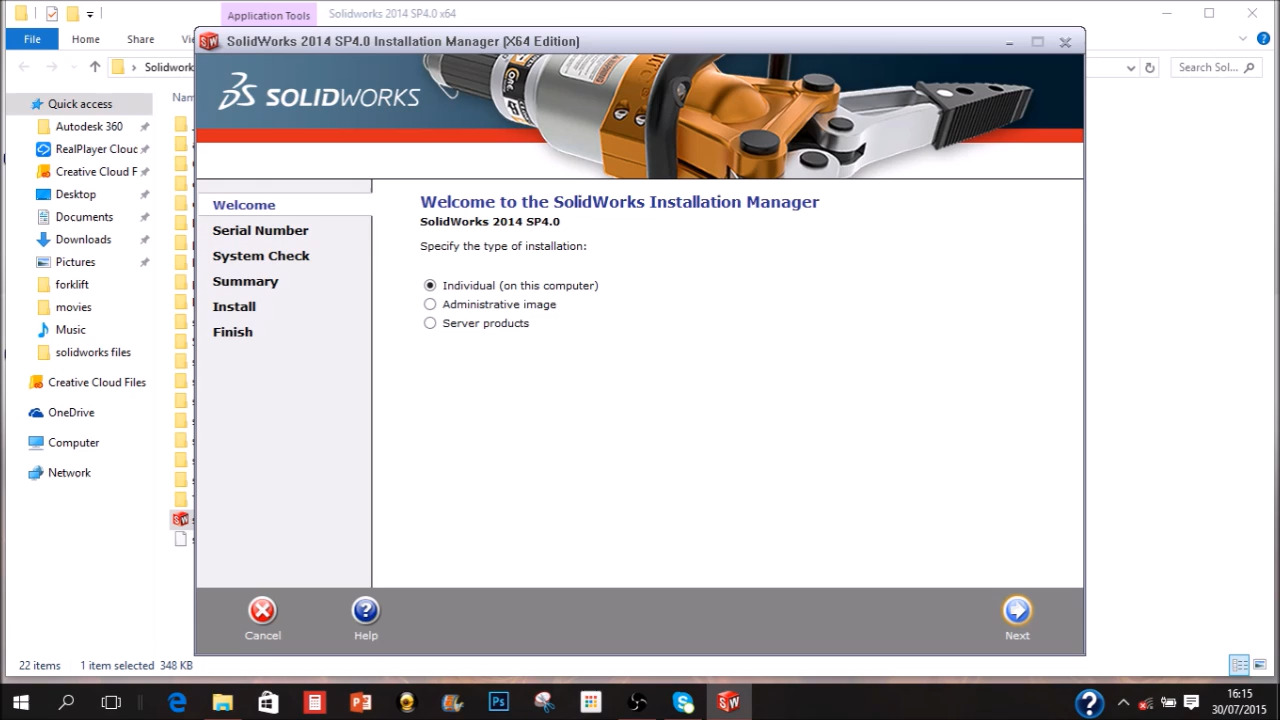 Application Tools
Solidworks 2014 SP4.0 x64
File
Home
Share
Solidwork
Search Sol...
SolidWorks 2014 SP4.0 Installation Manager (X64 Edition)
SOLIDWORKS
Quick access
Autodesk 360
RealPlayer Clouc
Creative Cloud F
Desktop
Documents
Downloads
Pictures
forklift
movies
Music
solidworks files
Creative Cloud Files
OneDrive
Computer
Network
Welcome
Serial Number
System Check
Summary
Install
Finish
Welcome to the SolidWorks Installation Manager
SolidWorks 2014 SP4.0
Specify the type of installation:
Individual (on this computer)
Administrative image
Server products
Cancel
Help
Next
22 items
1 item selected 348 KB
16:15
30/07/2015